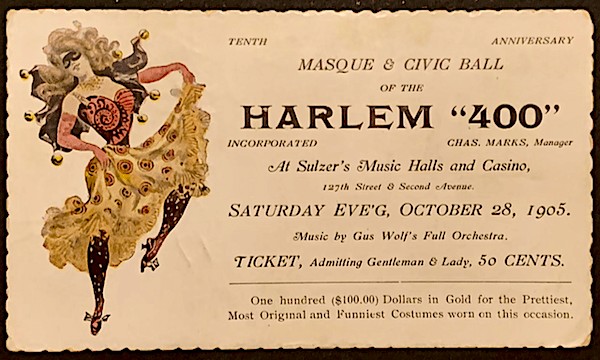 TENTH ANNIVERSARY
MASQUE & CIVIC BALL
OF THE
HARLEM "400"
INCORPORATED CHAS. MARKS, Manager
At Sulzer's Music Halls and Casino,
127th Street & Second Avenue.
SATURDAY EVE'G, OCTOBER 28, 1905.
Music by Gus Wolf's Full Orchestra.
TICKET, Admitting Gentleman & Lady, 50 CENTS.
One hundred ($100.00) Dollars in Gold for the Prettiest,
Most Original and Funniest Costumes worn on this occasion.